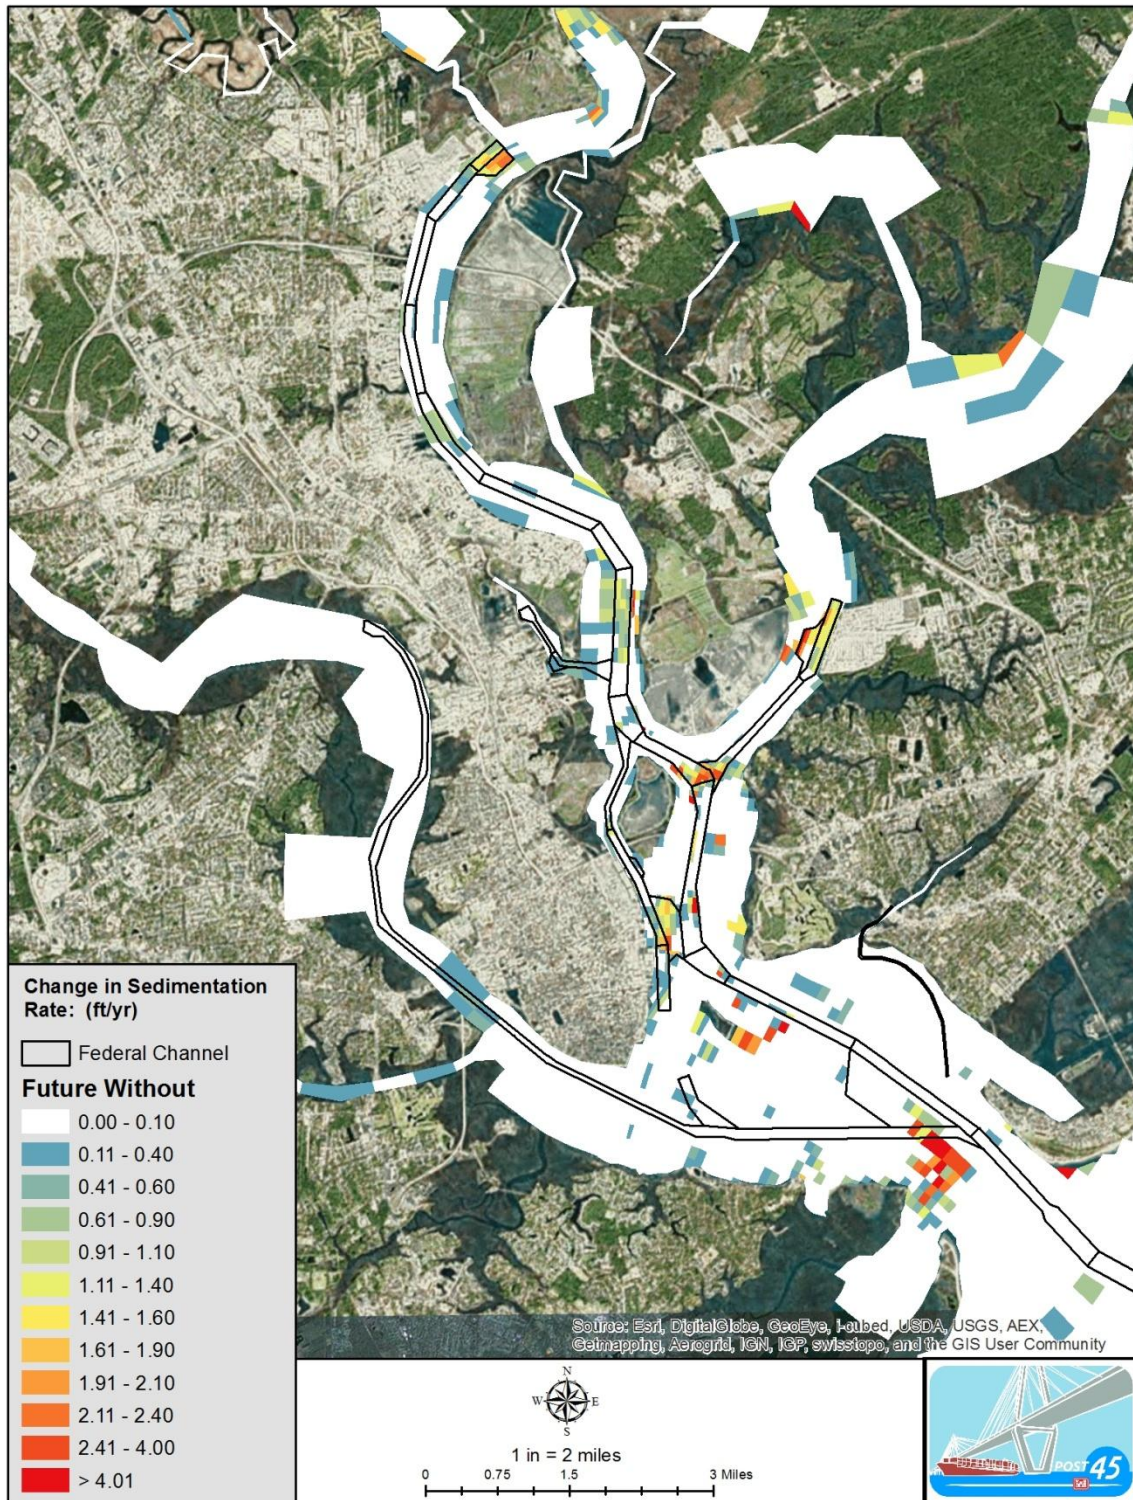 Change in Sedimentation
Rate: (ft/yr)
Federal Channel
Future Without
0.00 - 0.10
0.11 - 0.40
0.41 - 0.60
0.61 - 0.90
0.91 - 1.10
1.11 - 1.40
1.41 - 1.60
1.61 - 1.90
1.91 - 2.10
2.11 - 2.40
2.41 - 4.00
> 4.01
Source: Esri, DigitalGlobe, GeoEye, i-cubed, USDA, USGS, AEX,
Getmapping, Aerogrid, IGN, IGP, swisstopo, and the GIS User Community
N
W E
S
1 in = 2 miles
0 0.75 1.5 3 Miles
POST 45